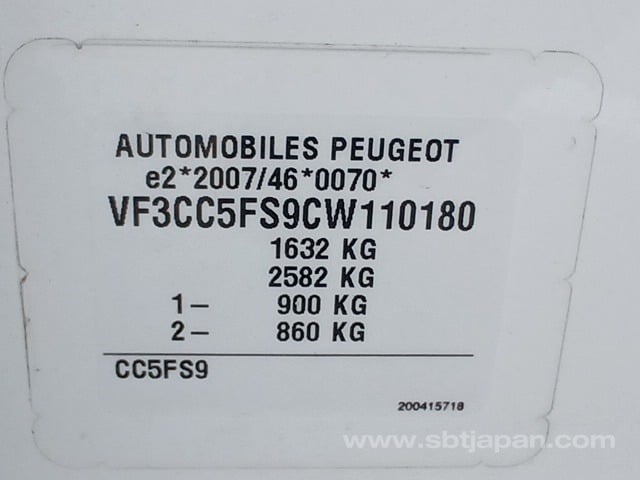 AUTOMOBILES PEUGEOT
e2*2007/46*0070*
VF3CC5FS9CW110180
1632 KG
2582 KG
1- 900 KG
2- 860 KG
CC5FS9
200415718
www.sbtjapan.com